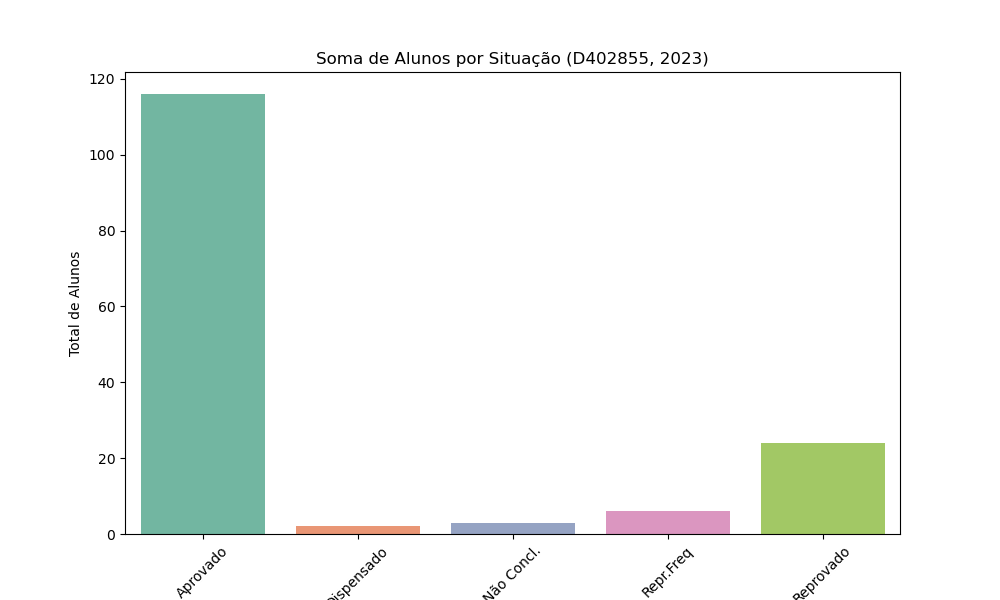 Soma de Alunos por Situação (D402855, 2023)
Total de Alunos
120
100
80
60
40
20
0
Aprovado
Dispensado
Não Concl.
Repr.Freq
Reprovado